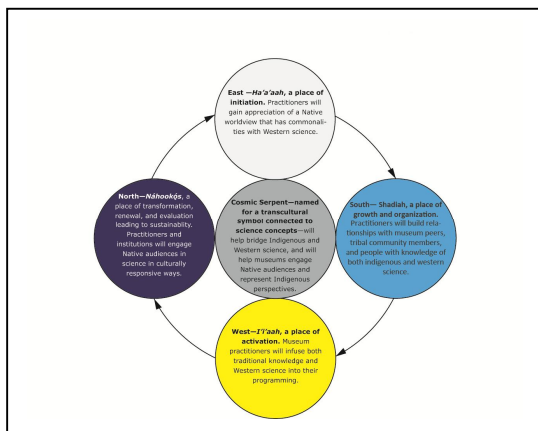 East —Ha’a’aah, a place of
initiation. Practitioners will
gain appreciation of a Native
worldview that has commonali-
ties with Western science.
South— Shadiah, a place of
growth and organization.
Practitioners will build rela-
tionships with museum peers,
tribal community members,
and people with knowledge of
both indigenous and western
science.
West—I’i’aah, a place of
activation. Museum
practitioners will infuse both
traditional knowledge and
Western science into their
programming.
North—Náhookǫ́s, a
place of transformation,
renewal, and evaluation
leading to sustainablity.
Practitioners and
institutions will engage
Native audiences in
science in culturally
responsive ways.
Cosmic Serpent—named
for a transcultural
symbol connected to
science concepts—will
help bridge Indigenous and
Western science, and will
help museums engage
Native audiences and
represent Indigenous
perspectives.